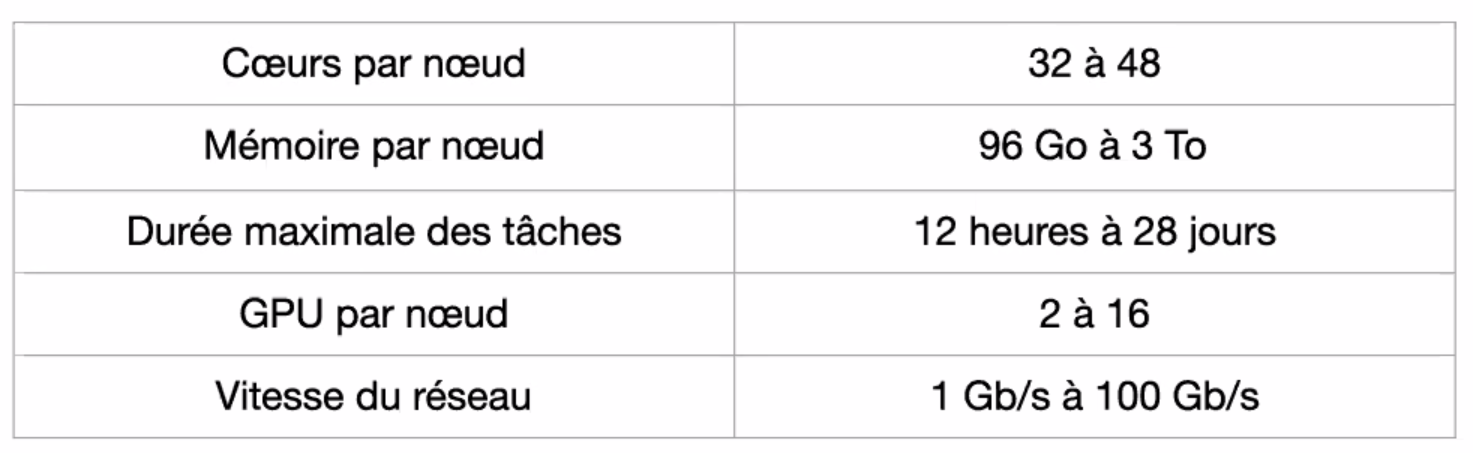 Cœurs par nœud 32 à 48
Mémoire par nœud 96 Go à 3 To
Durée maximale des tâches 12 heures à 28 jours
GPU par nœud 2 à 16
Vitesse du réseau 1 Gb/s à 100 Gb/s